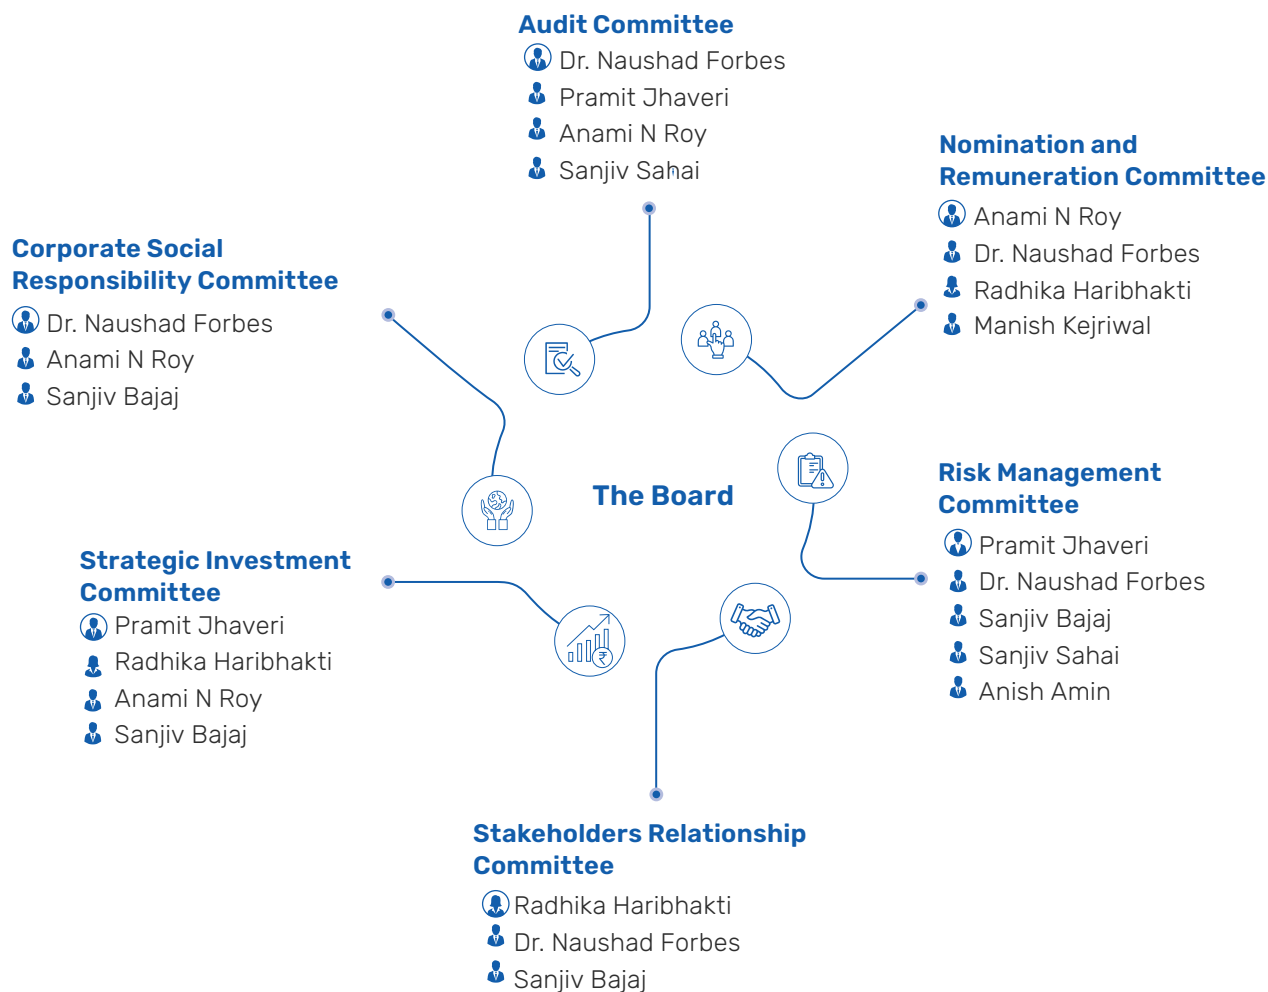 Audit Committee
Dr. Naushad Forbes
Pramit Jhaveri
Anami N Roy
Sanjiv Sahai
Nomination and
Remuneration Committee
Anami N Roy
Dr. Naushad Forbes
Radhika Haribhakti
Manish Kejriwal
Corporate Social
Responsibility Committee
Dr. Naushad Forbes
Anami N Roy
Sanjiv Bajaj
The Board
Risk Management
Committee
Pramit Jhaveri
Dr. Naushad Forbes
Sanjiv Bajaj
Sanjiv Sahai
Anish Amin
Strategic Investment
Committee
Pramit Jhaveri
Radhika Haribhakti
Anami N Roy
Sanjiv Bajaj
₹
Stakeholders Relationship
Committee
Radhika Haribhakti
Dr. Naushad Forbes
Sanjiv Bajaj